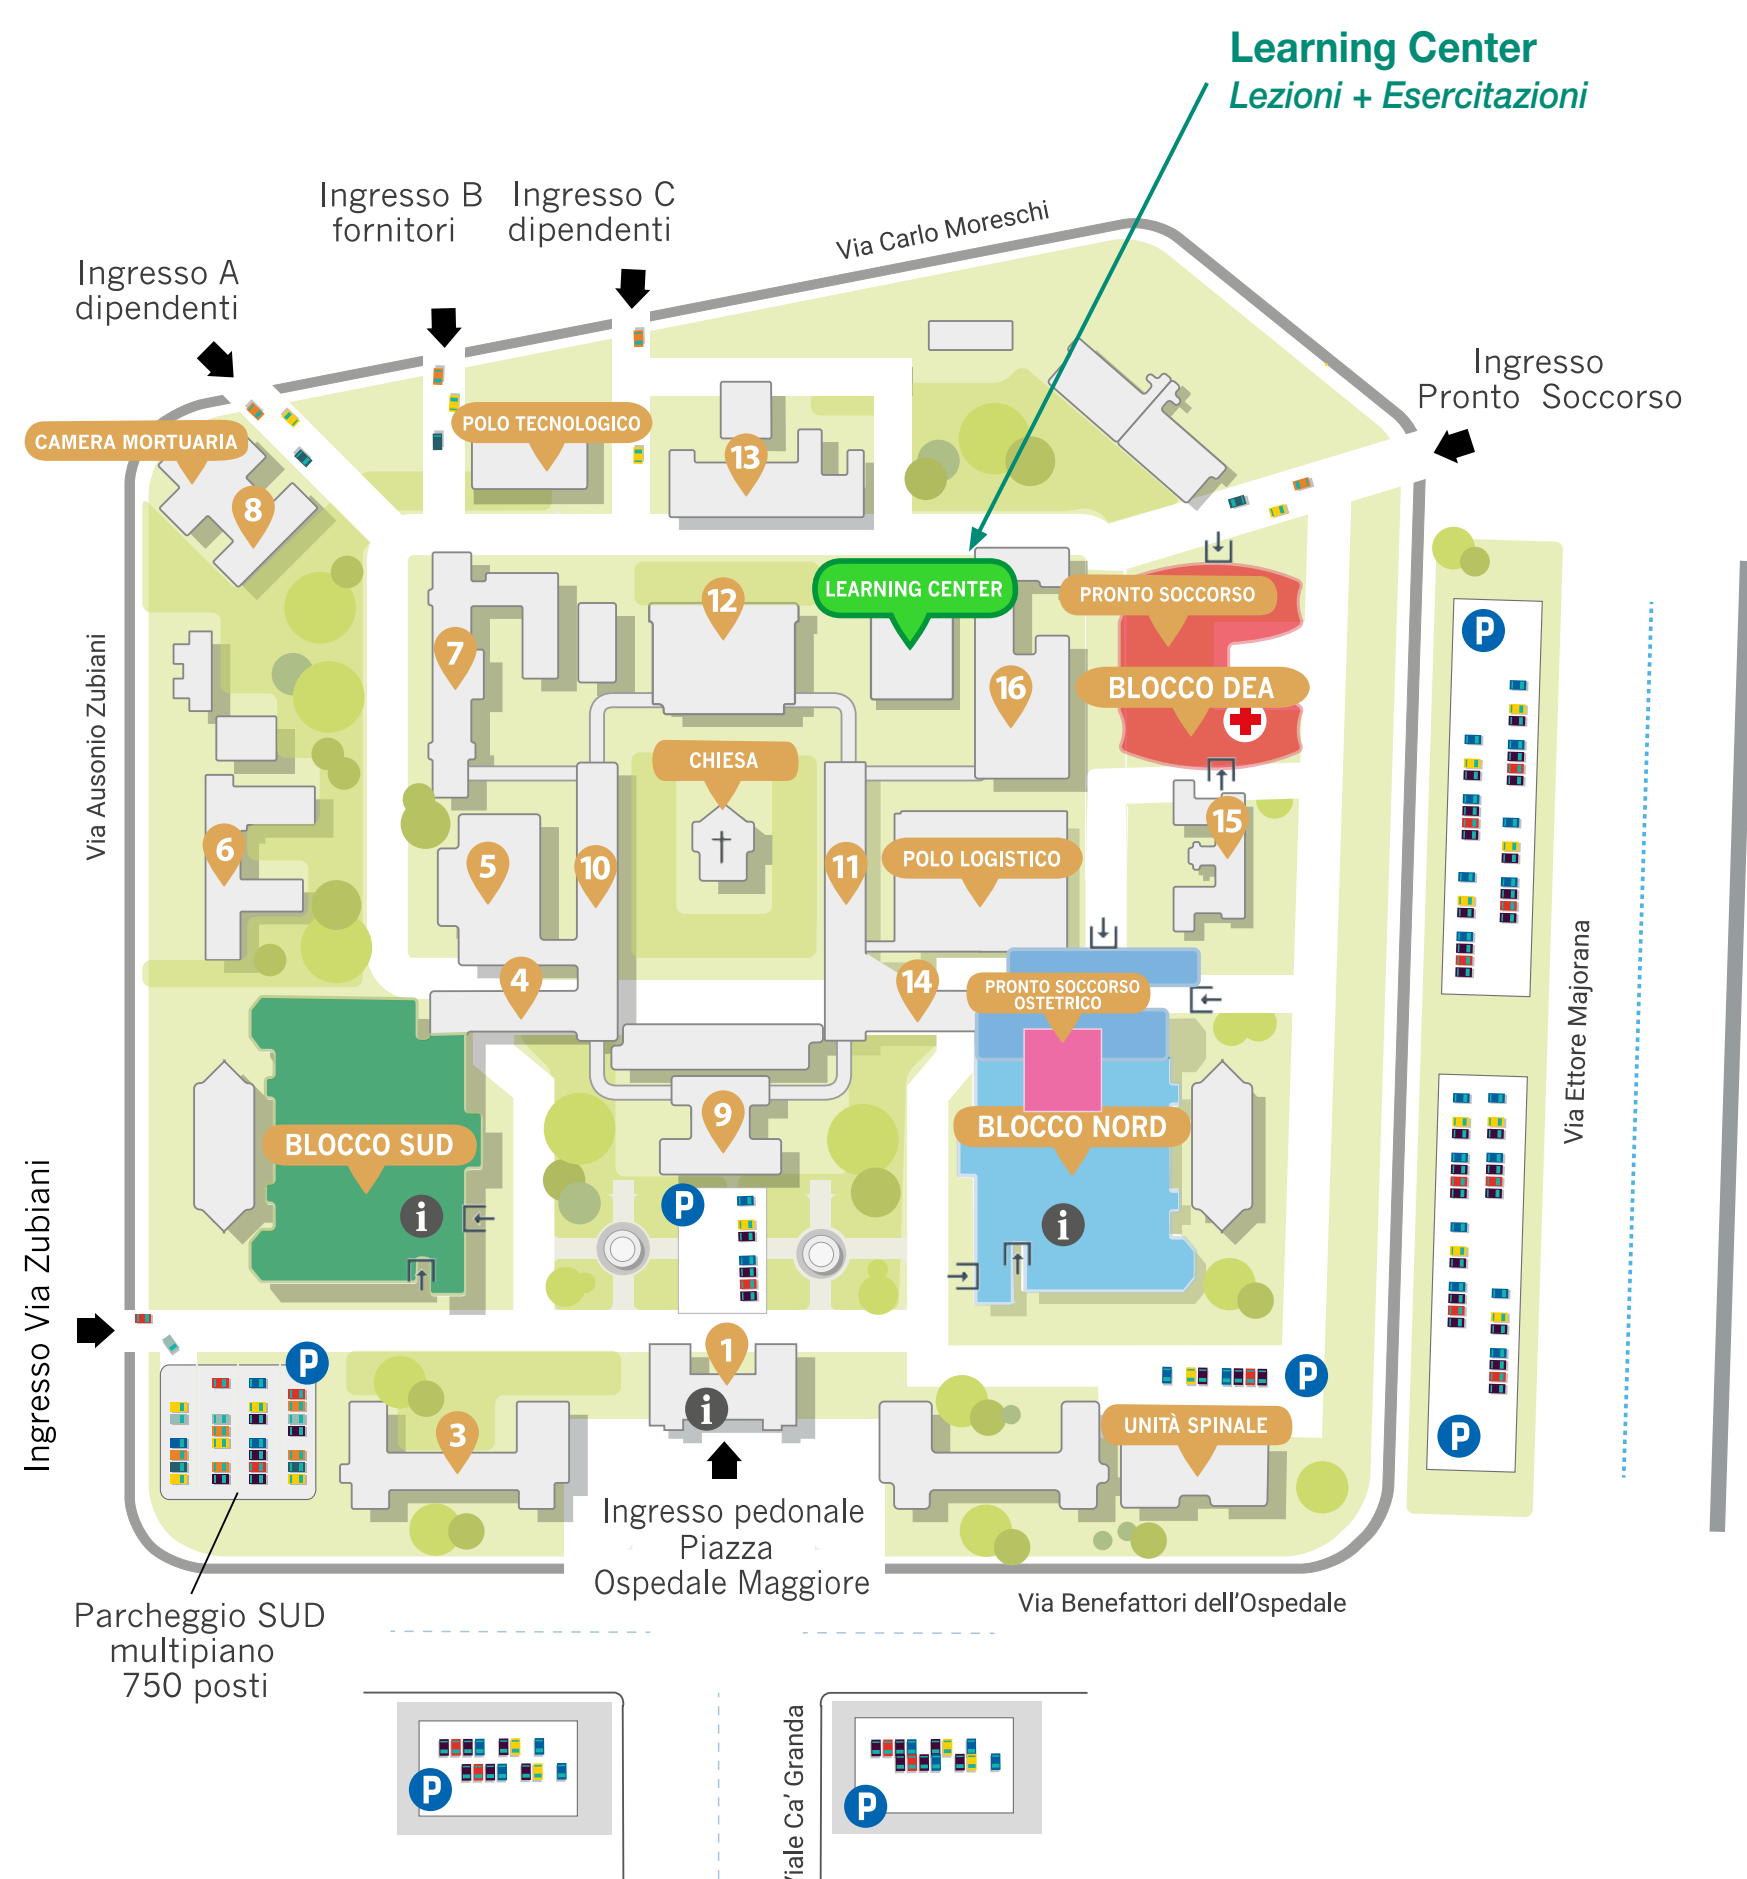 Learning Center
Lezioni + Esercitazioni
Ingresso B
fornitori
Ingresso C
dipendenti
Via Carlo Moreschi
Ingresso A
dipendenti
Ingresso
Pronto Soccorso
CAMERA MORTUARIA
POLO TECNOLOGICO
13
8
LEARNING CENTER
PRONTO SOCCORSO
12
7
16
BLOCCO DEA
P
Via Ausonio Zubiani
CHIESA
15
6
5
10
11
POLO LOGISTICO
4
14
PRONTO SOCCORSO
OSTETRICO
Via Ettore Majorana
9
BLOCCO SUD
BLOCCO NORD
i
P
i
Ingresso Via Zubiani
P
1
P
i
3
UNITÀ SPINALE
P
Ingresso pedonale
Piazza
Ospedale Maggiore
Via Benefattori dell'Ospedale
Parcheggio SUD
multipiano
750 posti
P
Viale Ca' Granda
P